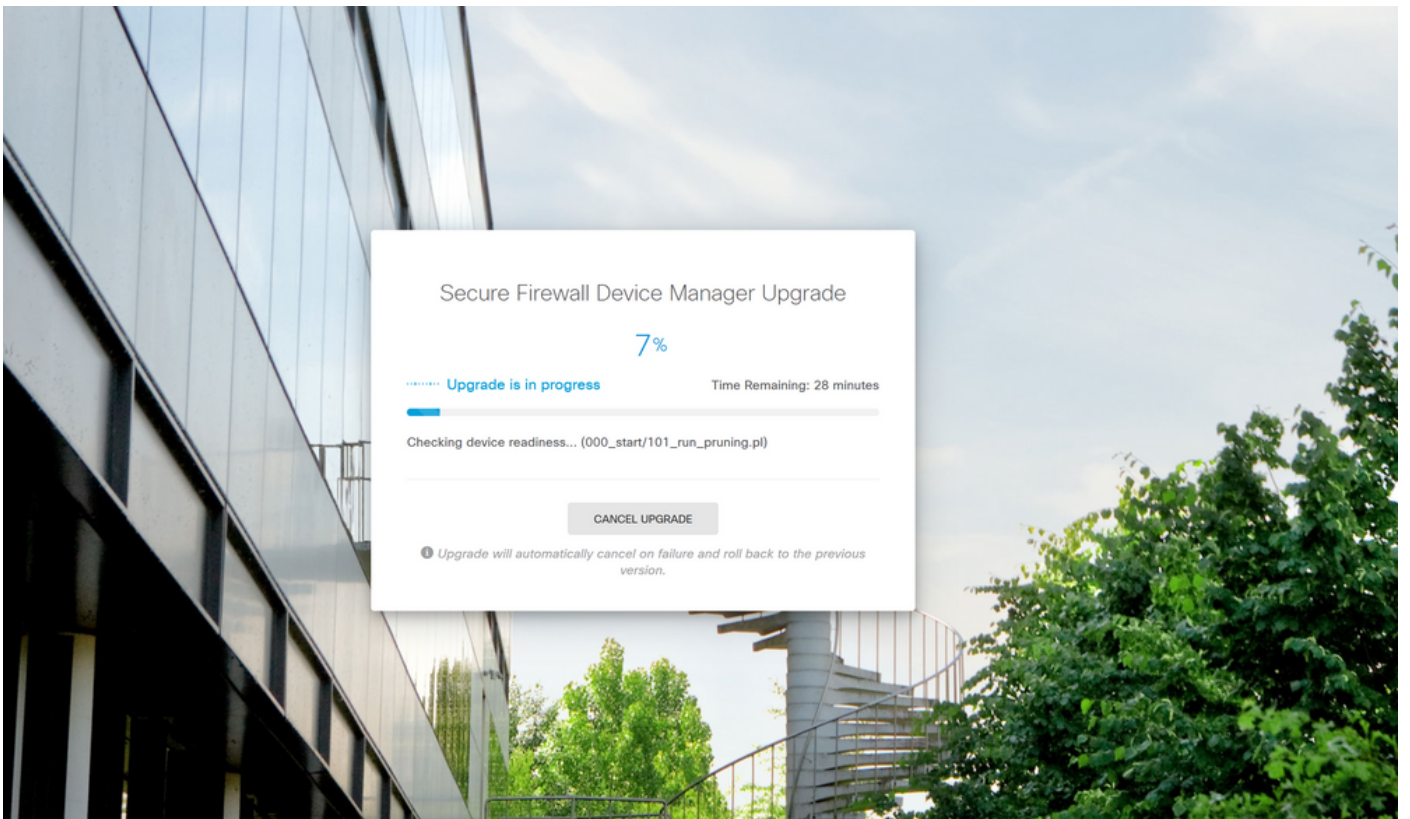 Secure Firewall Device Manager Upgrade
7%
Upgrade is in progress
Time Remaining: 28 minutes
Checking device readiness... (000_start/101_run_pruning.pl)
CANCEL UPGRADE
Upgrade will automatically cancel on failure and roll back to the previous
version.